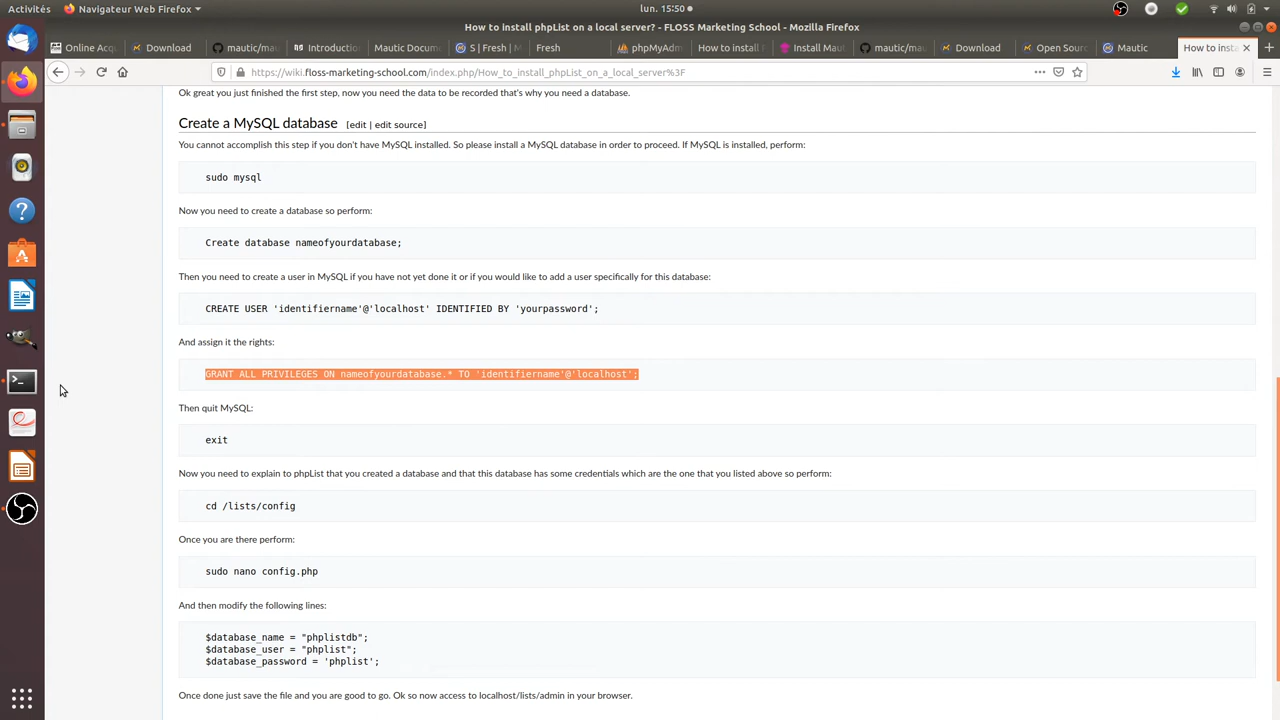 Activités
Navigateur Web Firefox
lun. 15:50
How to install phpList on a local server? - FLOSS Marketing School - Mozilla Firefox
Online Acqu
Download
mautic/mau
Introduction
Mautic Docume
S | Fresh | M
Fresh
phpMyAdm
How to install
Install Maut
mautic/mau
Download
Open Sourc
Mautic
How to inst
https://wiki.floss-marketing-school.com/index.php/How_to_install_phpList_on_a_local_server%3F
Ok great you just finished the first step, now you need the data to be recorded that's why you need a database.
Create a MySQL database [edit | edit source]
You cannot accomplish this step if you don't have MySQL installed. So please install a MySQL database in order to proceed. If MySQL is installed, perform:
sudo mysql
Now you need to create a database so perform:
Create database nameofyourdatabase;
Then you need to create a user in MySQL if you have not yet done it or if you would like to add a user specifically for this database:
CREATE USER 'identifiername'@'localhost' IDENTIFIED BY 'yourpassword';
And assign it the rights:
GRANT ALL PRIVILEGES ON nameofyourdatabase.* TO 'identifiername'@'localhost';
Then quit MySQL:
exit
Now you need to explain to phpList that you created a database and that this database has some credentials which are the one that you listed above so perform:
cd /lists/config
Once you are there perform:
sudo nano config.php
And then modify the following lines:
$database_name = "phplistdb";
$database_user = "phplist";
$database_password = 'phplist';
Once done just save the file and you are good to go. Ok so now access to localhost/lists/admin in your browser.